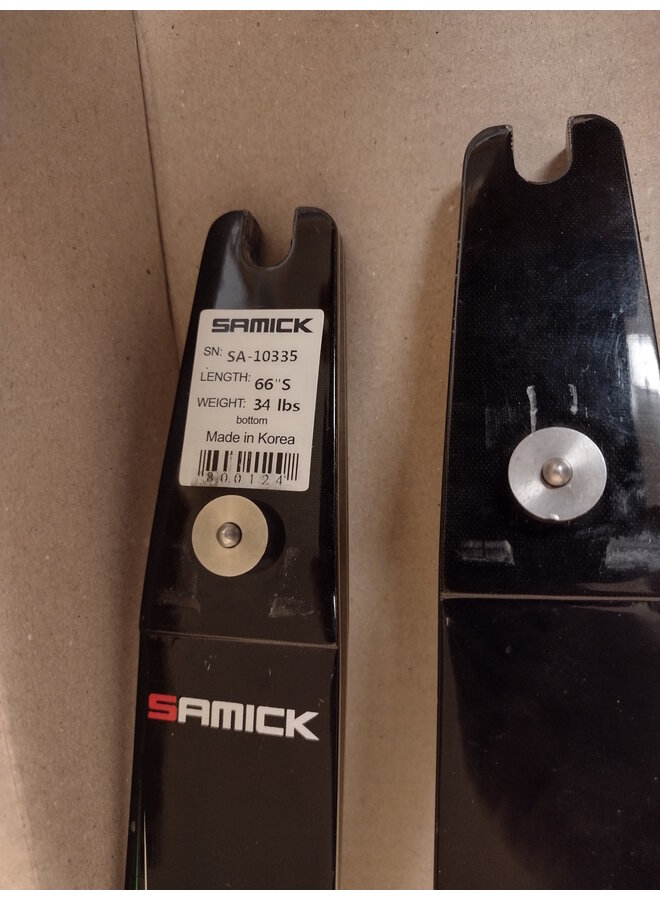 SAMICK
SN: SA-10335
LENGTH: 66"S
WEIGHT: 34 lbs
bottom
Made in Korea
800124
SAMICK